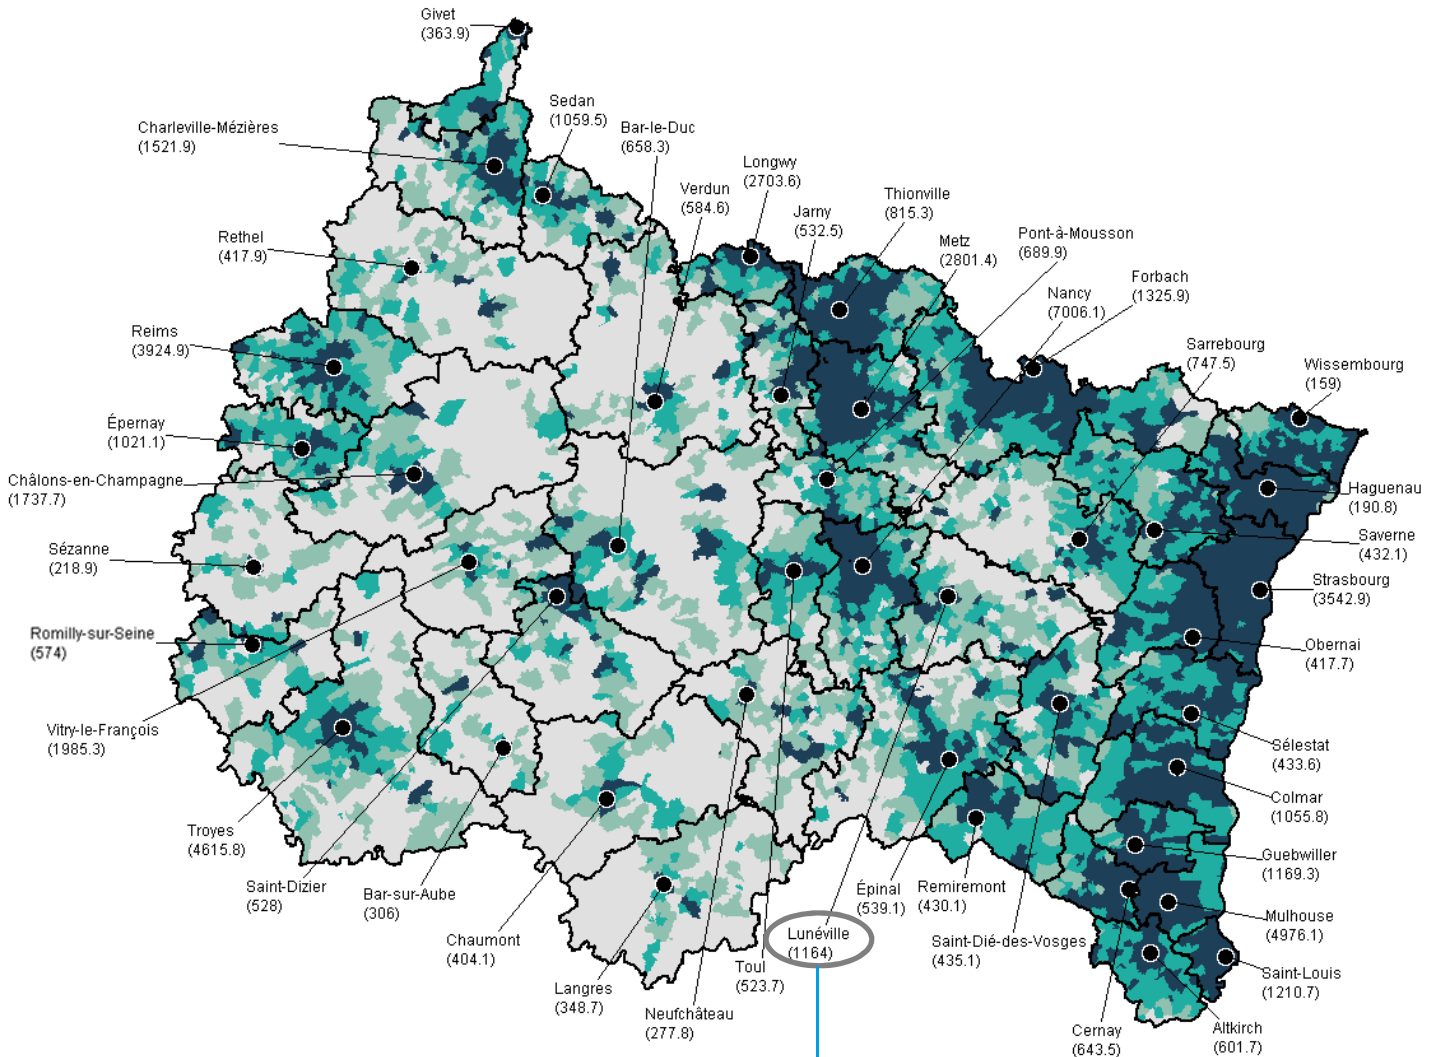 Givet
(363.9)
Sedan
(1059.5)
Charleville-Mézières
(1521.9)
Bar-le-Duc
(658.3)
Longwy
(2703.6)
Verdun
(584.6)
Thionville
(815.3)
Jarny
(532.5)
Pont-à-Mousson
(689.9)
Metz
(2801.4)
Rethel
(417.9)
Forbach
(1325.9)
Nancy
(7006.1)
Reims
(3924.9)
Sarrebourg
(747.5)
Wissembourg
(159)
Épernay
(1021.1)
Châlons-en-Champagne
(1737.7)
Haguenau
(190.8)
Saverne
(432.1)
Sézanne
(218.9)
Strasbourg
(3542.9)
Romilly-sur-Seine
(574)
Obernai
(417.7)
Vitry-le-François
(1985.3)
Sélestat
(433.6)
Colmar
(1055.8)
Troyes
(4615.8)
Guebwiller
(1169.3)
Saint-Dizier
(528)
Bar-sur-Aube
(306)
Épinal
(539.1)
Remiremont
(430.1)
Mulhouse
(4976.1)
Chaumont
(404.1)
Lunéville
(1164)
Saint-Dié-des-Vosges
(435.1)
Toul
(523.7)
Saint-Louis
(1210.7)
Langres
(348.7)
Neufchâteau
(277.8)
Cernay
(643.5)
Altkirch
(601.7)